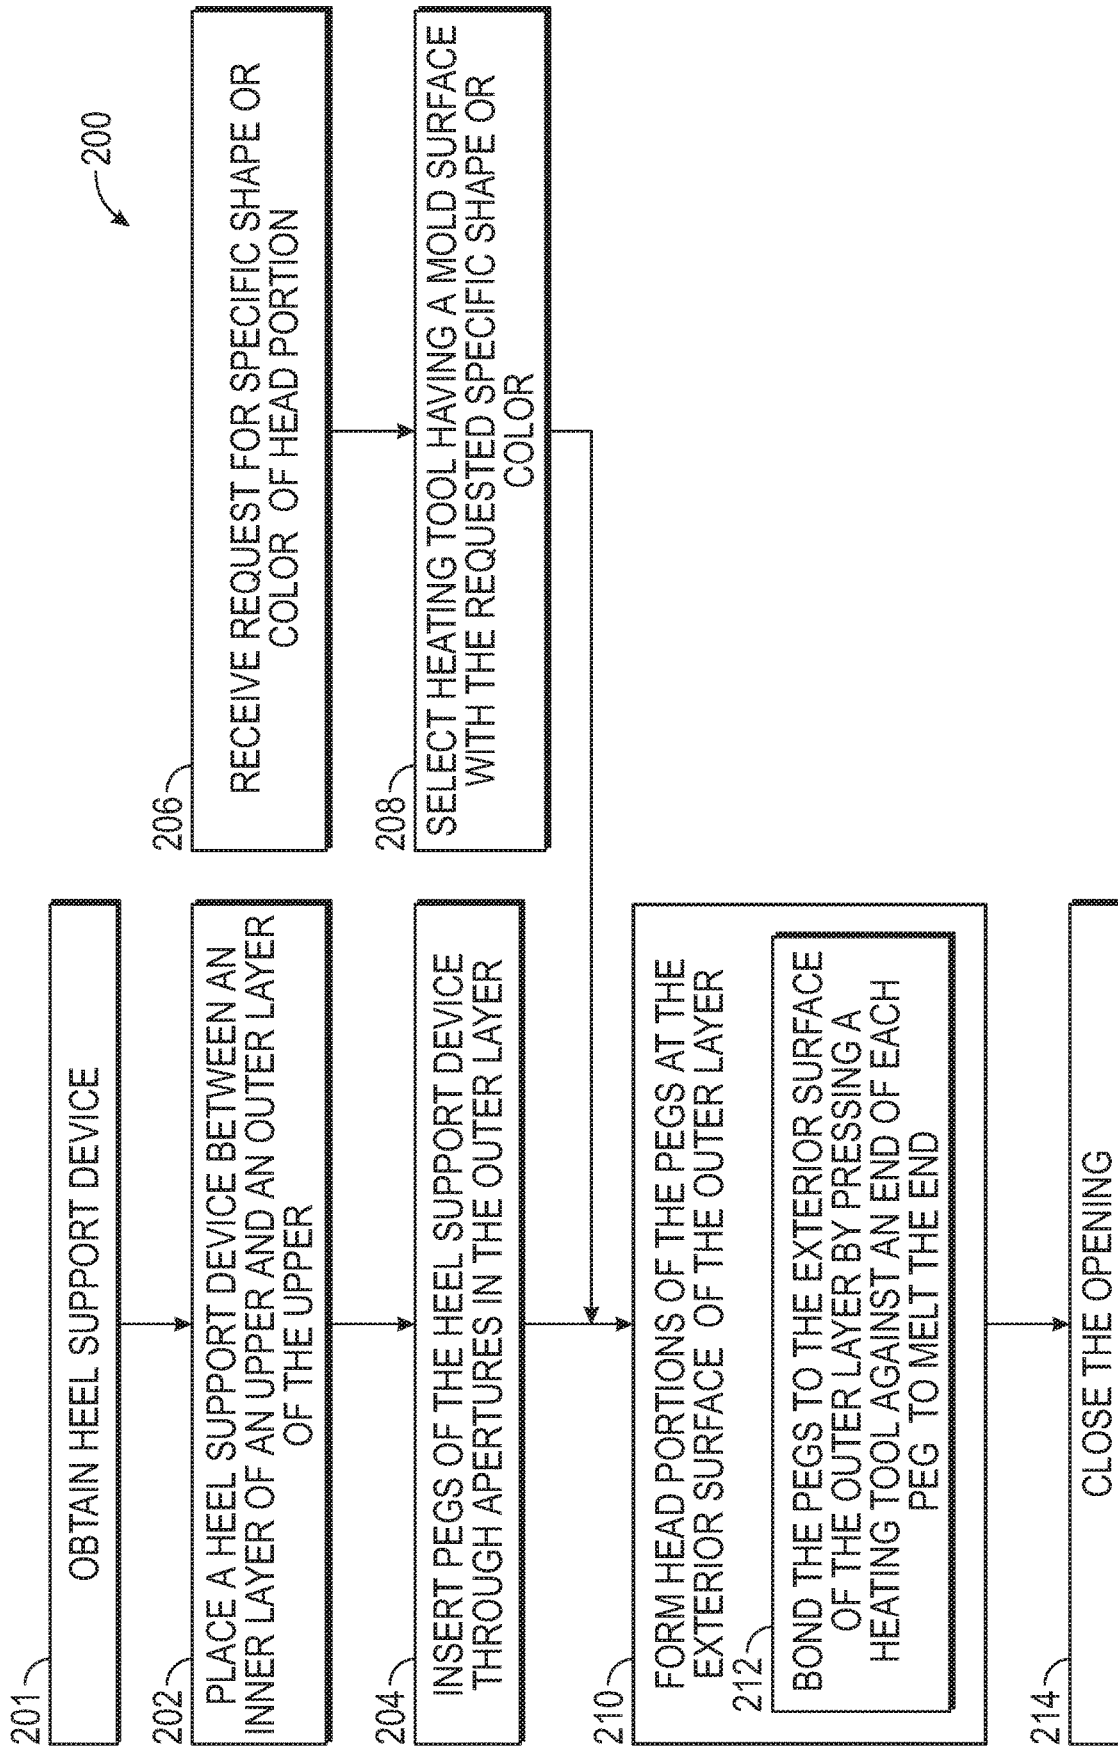 200
201
OBTAIN HEEL SUPPORT DEVICE
202
PLACE A HEEL SUPPORT DEVICE BETWEEN AN
INNER LAYER OF AN UPPER AND AN OUTER LAYER
OF THE UPPER
204
INSERT PEGS OF THE HEEL SUPPORT DEVICE
THROUGH APERTURES IN THE OUTER LAYER
206
RECEIVE REQUEST FOR SPECIFIC SHAPE OR
COLOR OF HEAD PORTION
208
SELECT HEATING TOOL HAVING A MOLD SURFACE
WITH THE REQUESTED SPECIFIC SHAPE OR
COLOR
210
FORM HEAD PORTIONS OF THE PEGS AT THE
EXTERIOR SURFACE OF THE OUTER LAYER
212
BOND THE PEGS TO THE EXTERIOR SURFACE
OF THE OUTER LAYER BY PRESSING A
HEATING TOOL AGAINST AN END OF EACH
PEG TO MELT THE END
214
CLOSE THE OPENING